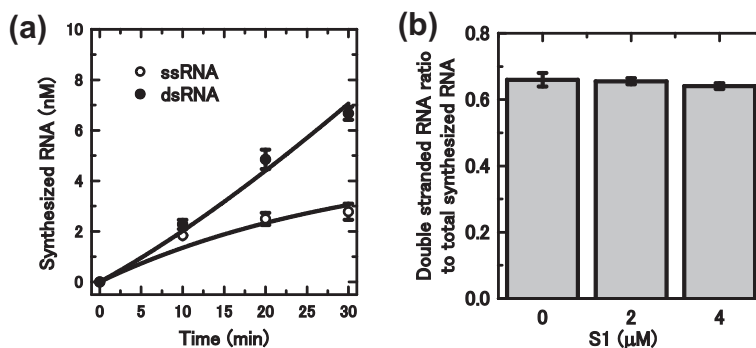 (a)
Synthesized RNA (nM)
10
8
6
4
2
0
ssRNA
dsRNA
0 5 10 15 20 25 30
Time (min)
(b)
Double stranded RNA ratio
to total synthesized RNA
0.8
0.6
0.4
0.2
0.0
0 2 4
S1 (μM)